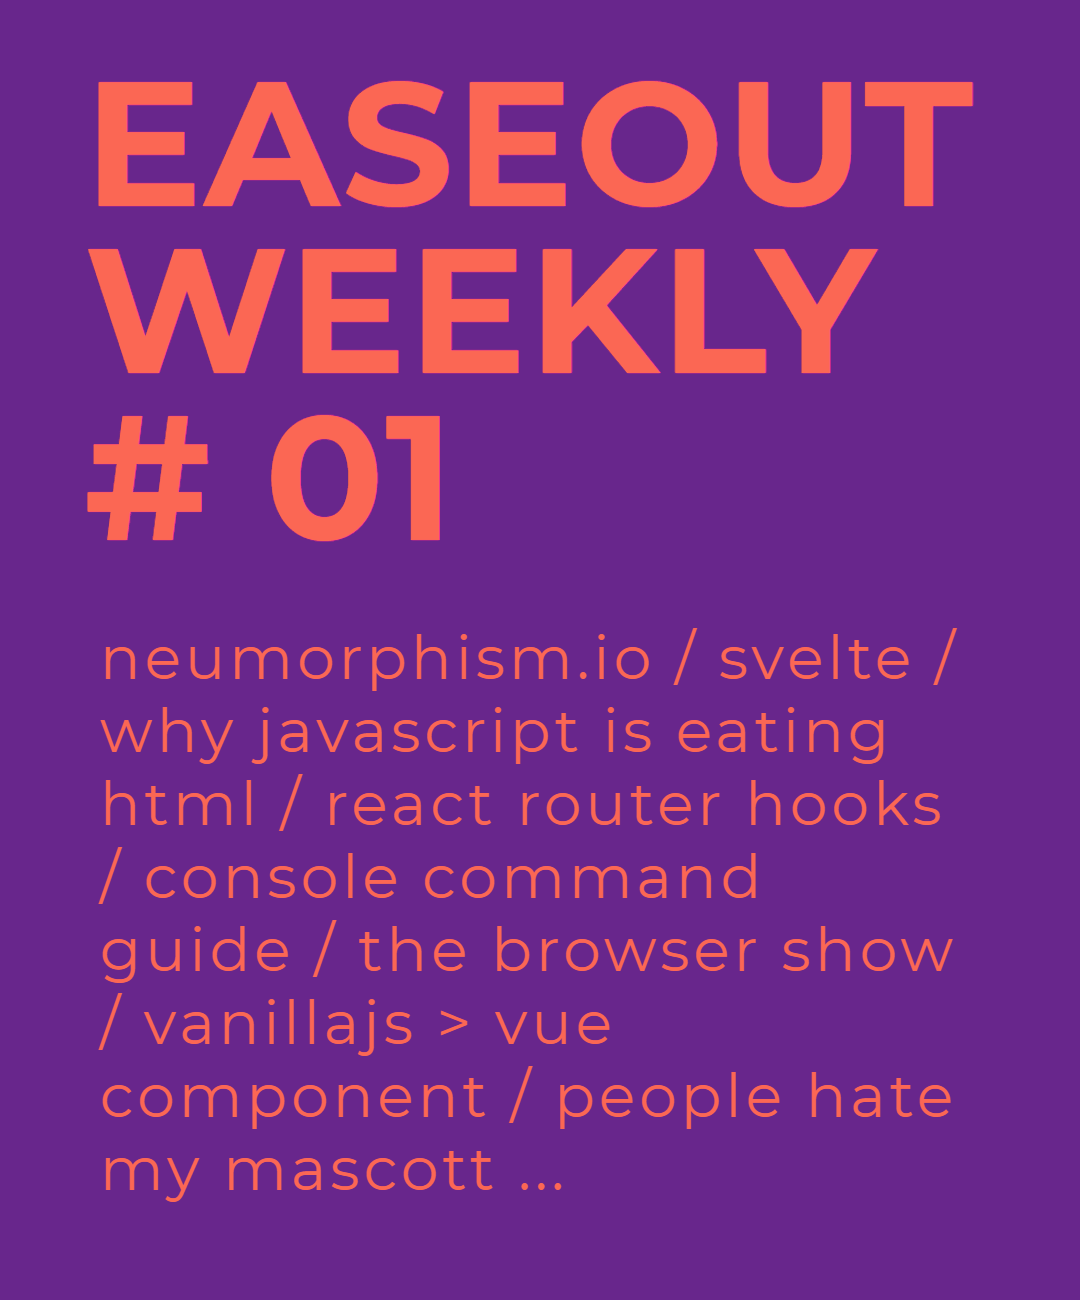 EASEOUT
WEEKLY
# 01
neumorphism.io / svelte /
why javascript is eating
html / react router hooks
/ console command
guide / the browser show
/ vanillajs > vue
component / people hate
my mascott ...